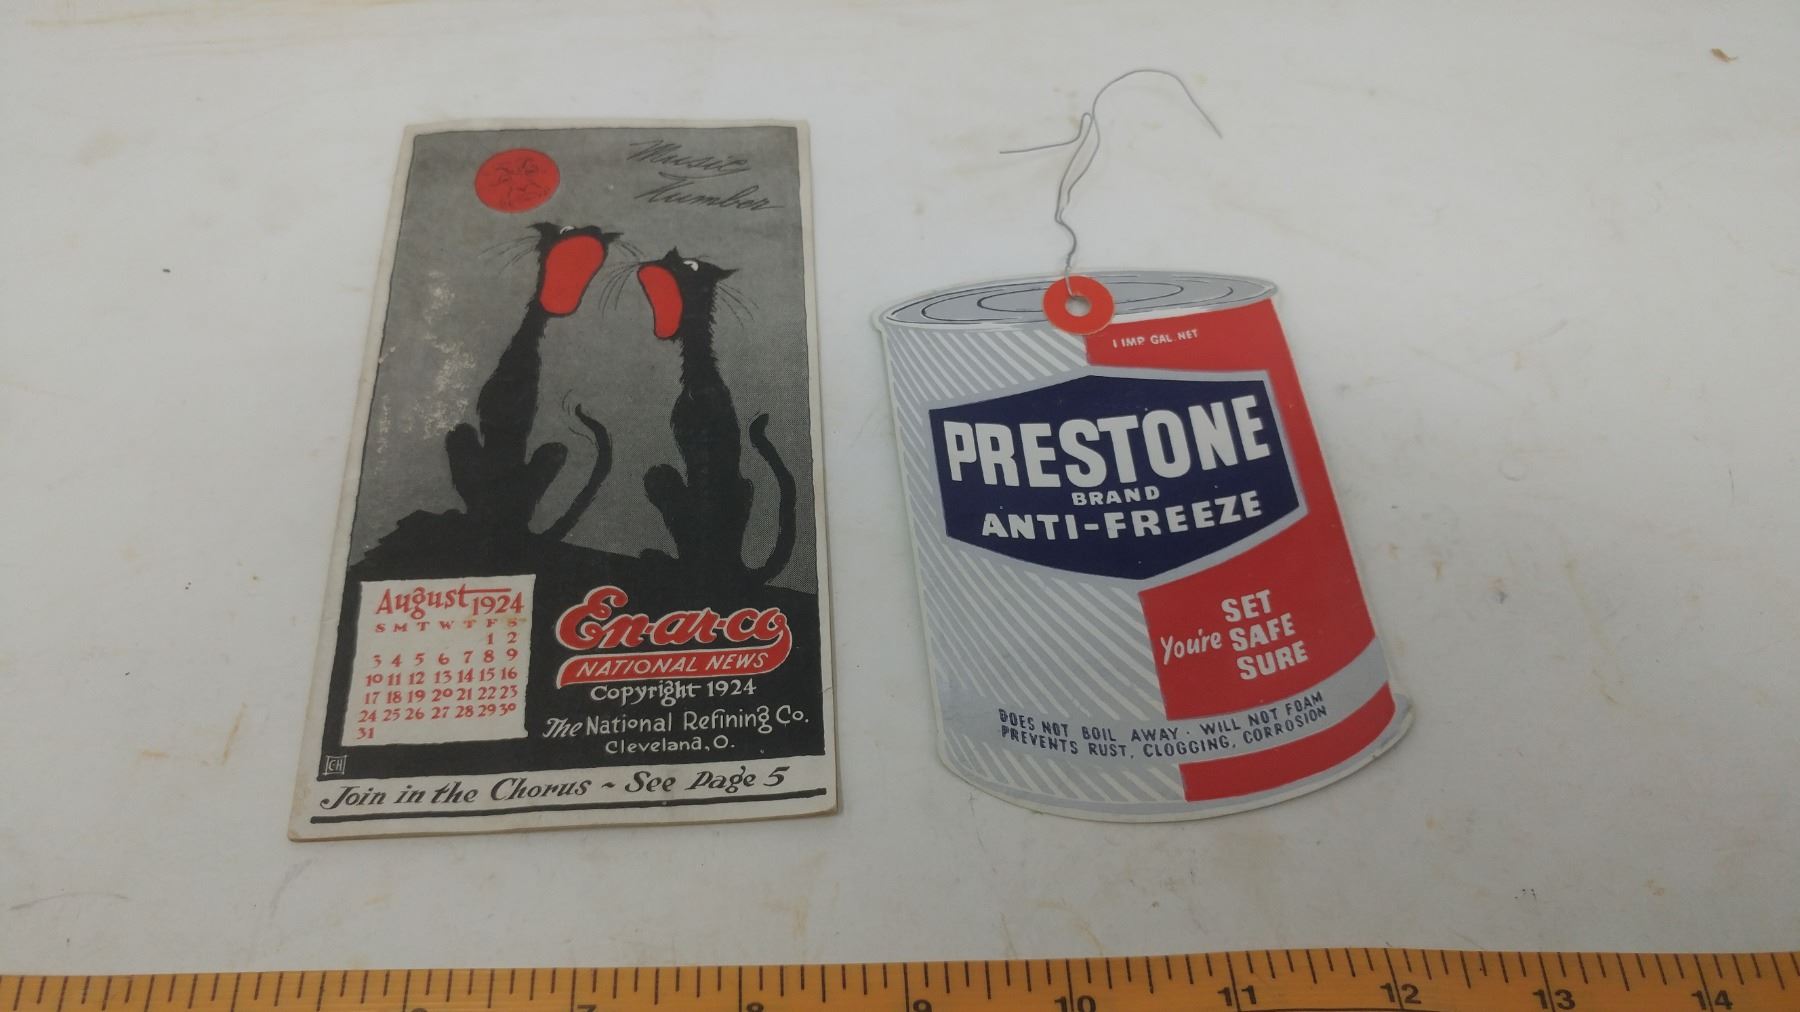 Music
Number
August 1924
S M T W T F S
1 2
3 4 5 6 7 8 9
10 11 12 13 14 15 16
17 18 19 20 21 22 23
24 25 26 27 28 29 30
31
En-ar-co
NATIONAL NEWS
Copyright 1924
The National Refining Co.
Cleveland, O.
CH
Join in the Chorus ~ See Page 5
1 IMP. GAL. NET
PRESTONE
BRAND
ANTI-FREEZE
SET
You're SAFE
SURE
DOES NOT BOIL AWAY · WILL NOT FOAM
PREVENTS RUST, CLOGGING, CORROSION
7 8 9 10 11 12 13 14